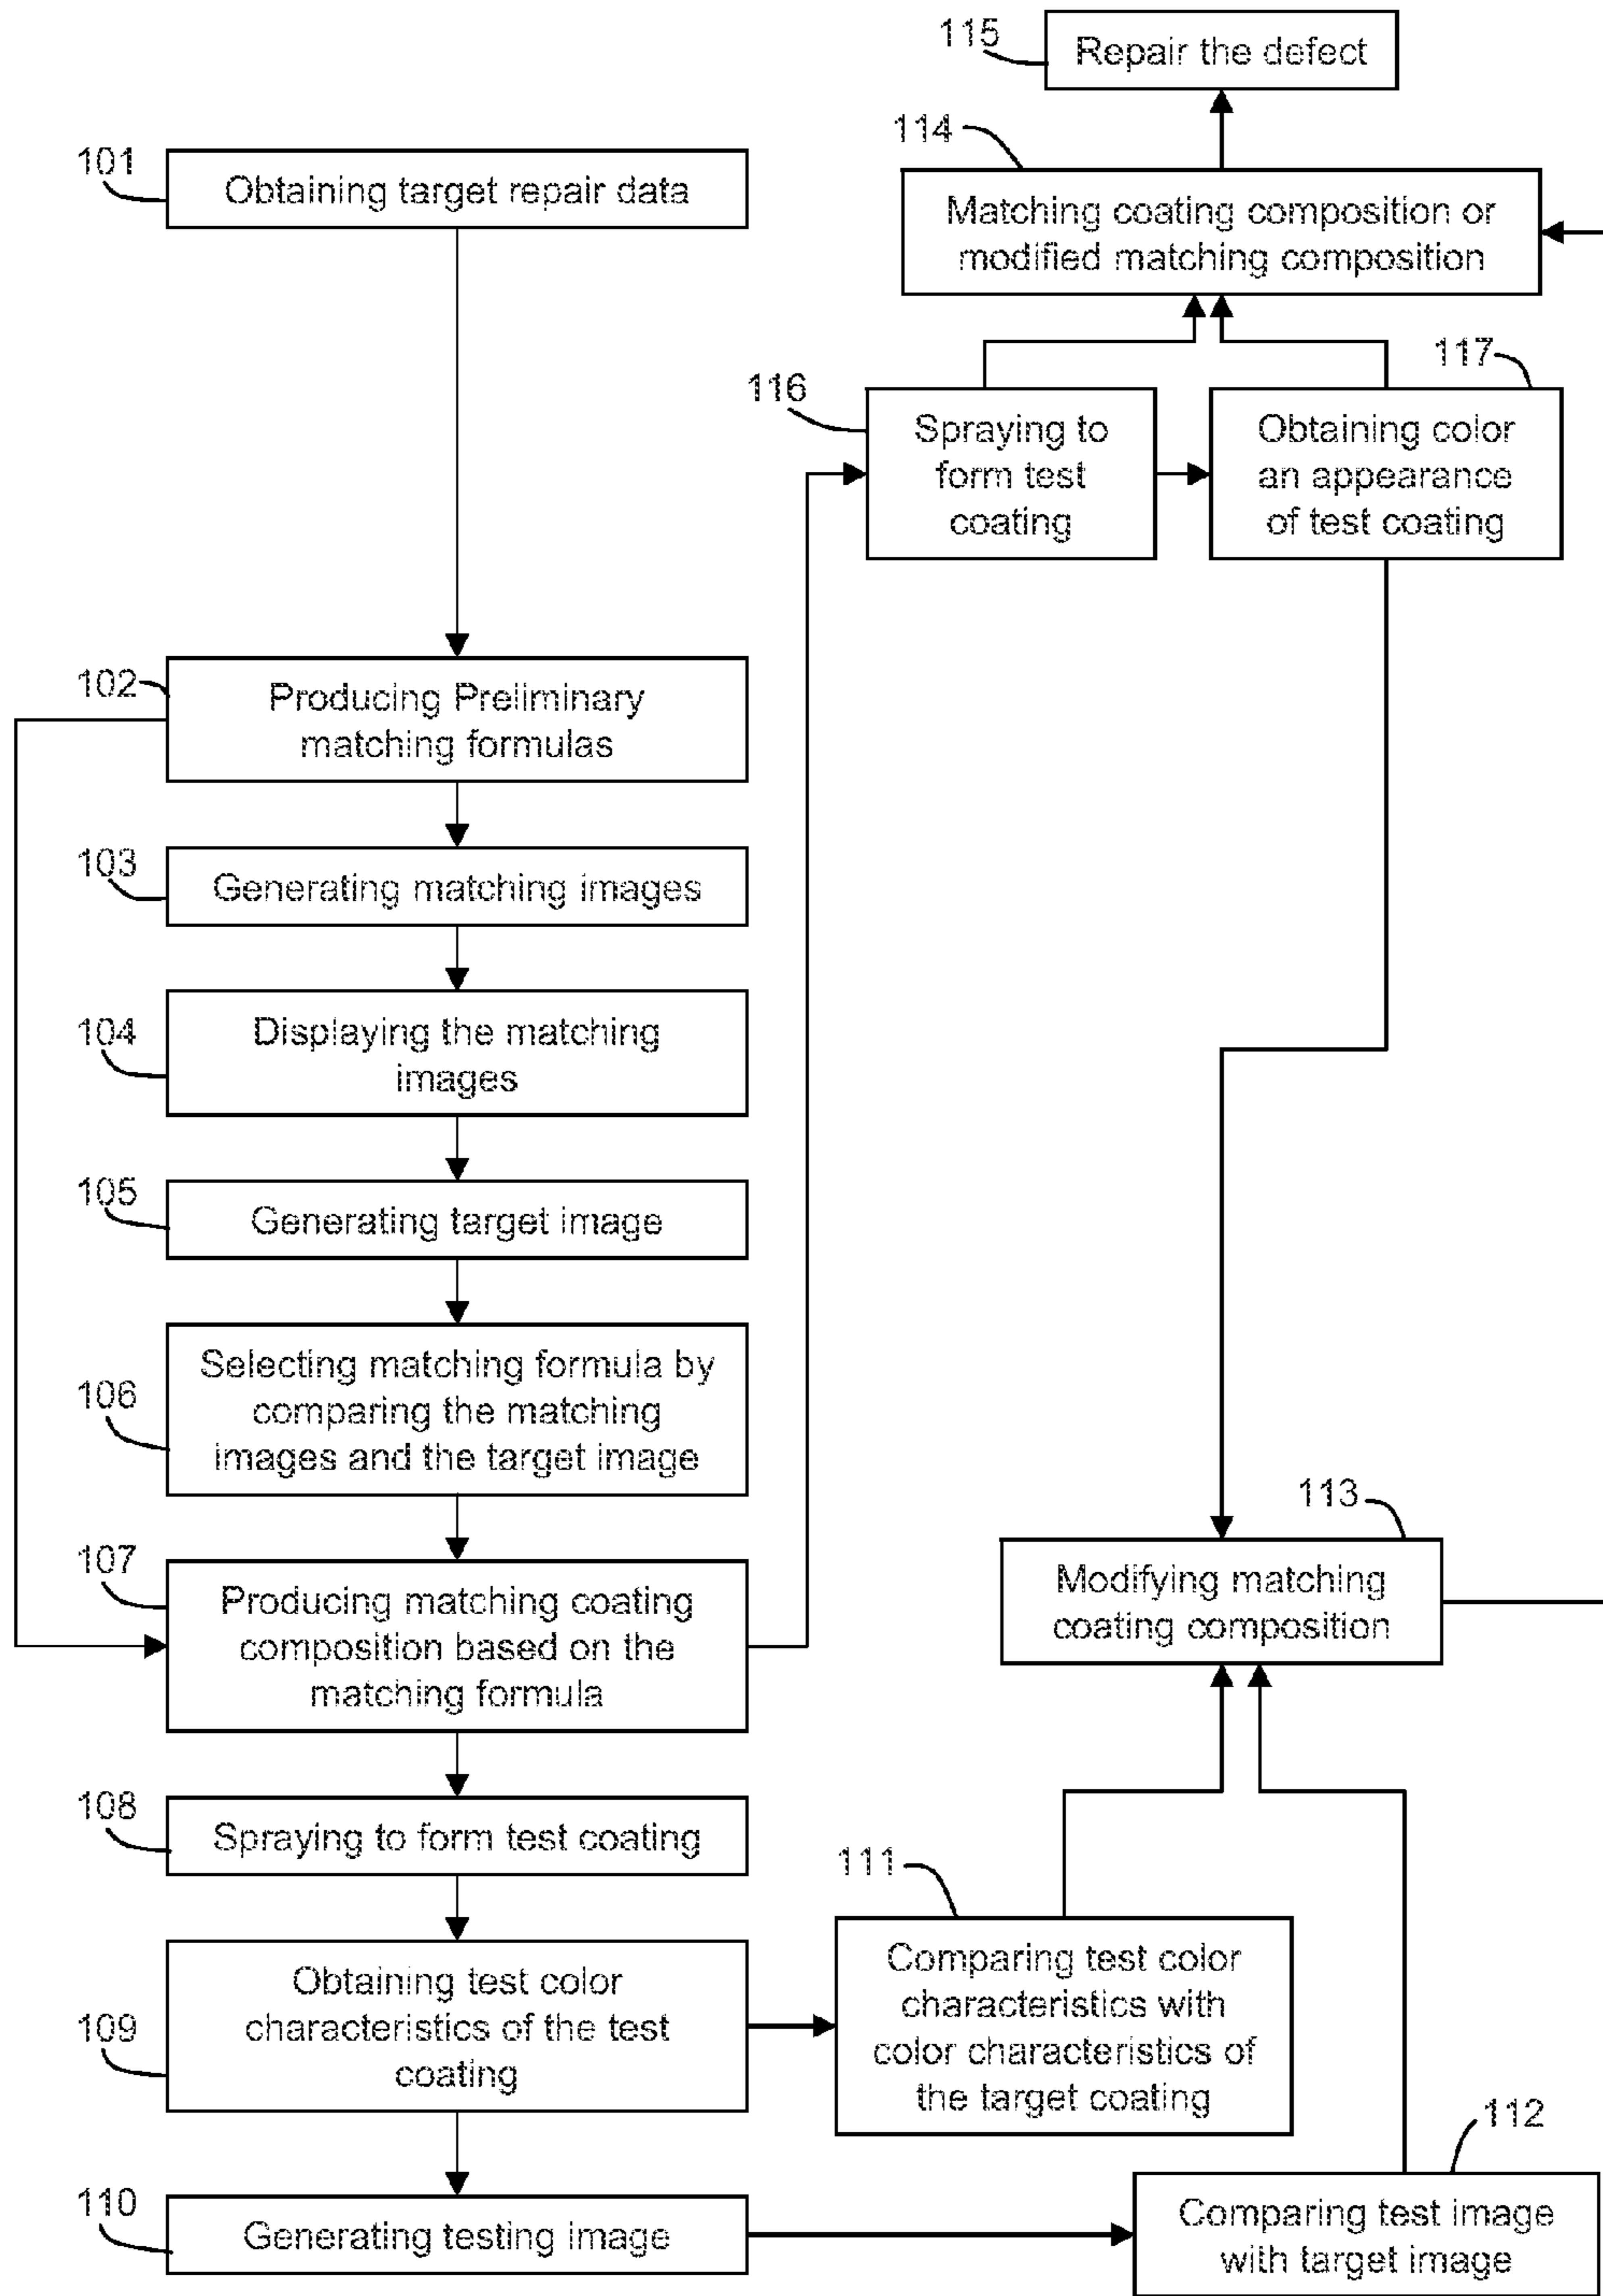 101
Obtaining target repair data
102
Producing Preliminary
matching formulas
103
Generating matching images
104
Displaying the matching
images
105
Generating target image
106
Selecting matching formula by
comparing the matching
images and the target image
107
Producing matching coating
composition based on the
matching formula
108
Spraying to form test coating
109
Obtaining test color
characteristics of the test
coating
110
Generating testing image
115
Repair the defect
114
Matching coating composition or
modified matching composition
116
Spraying to
form test
coating
117
Obtaining color
an appearance
of test coating
113
Modifying matching
coating composition
111
Comparing test color
characteristics with
color characteristics of
the target coating
112
Comparing test image
with target image